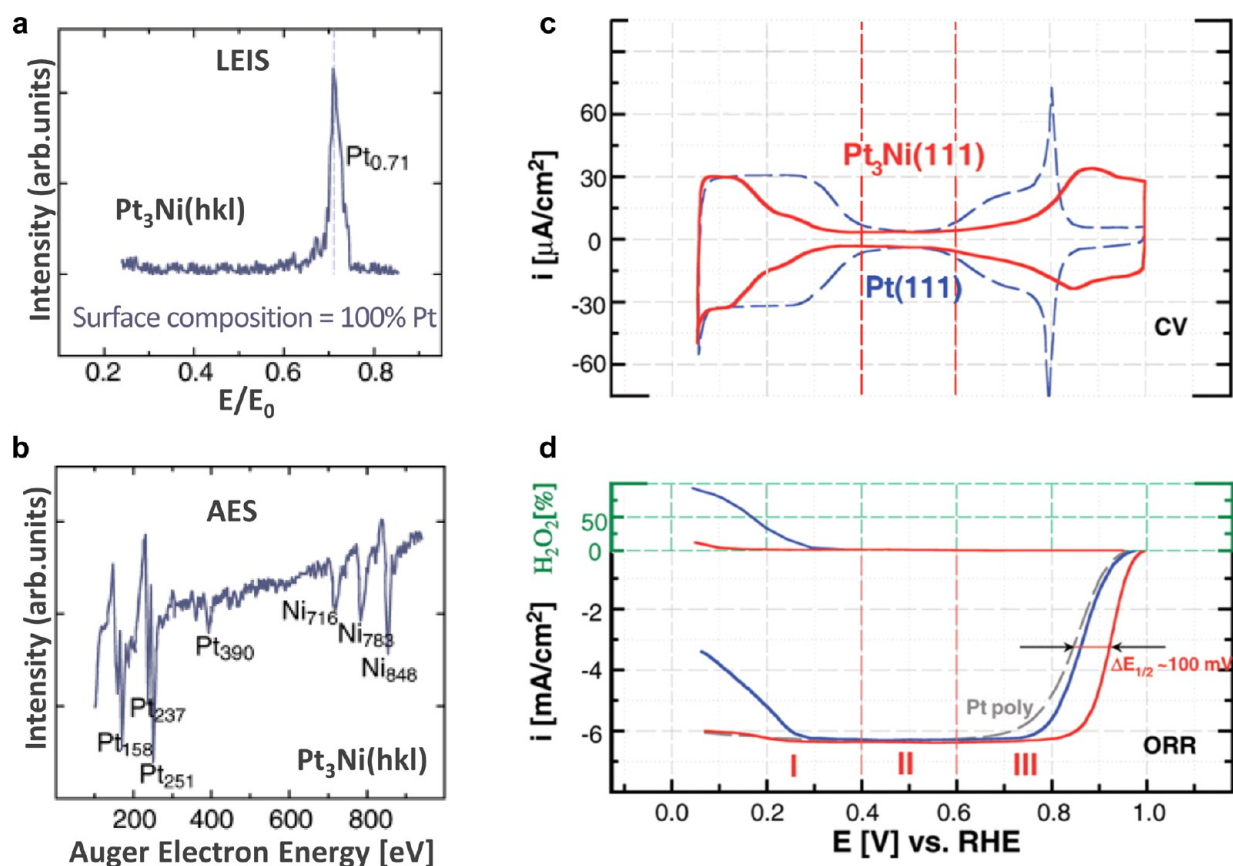 a
LEIS
Pt0.71
Pt3Ni(hkl)
Surface composition = 100% Pt
Intensity (arb.units)
0.2 0.4 0.6 0.8
E/E0
b
AES
Ni716
Ni783
Ni848
Pt390
Pt237
Pt158
Pt251
Pt3Ni(hkl)
Intensity (arb.units)
200 400 600 800
Auger Electron Energy [eV]
c
60
30
0
-30
-60
i [µA/cm2]
Pt3Ni(111)
Pt(111)
CV
d
H2O2[%]
50
0
-2
-4
-6
i [mA/cm2]
ΔE1/2 ~100 mV
Pt poly
ORR
I II III
0.0 0.2 0.4 0.6 0.8 1.0
E [V] vs. RHE